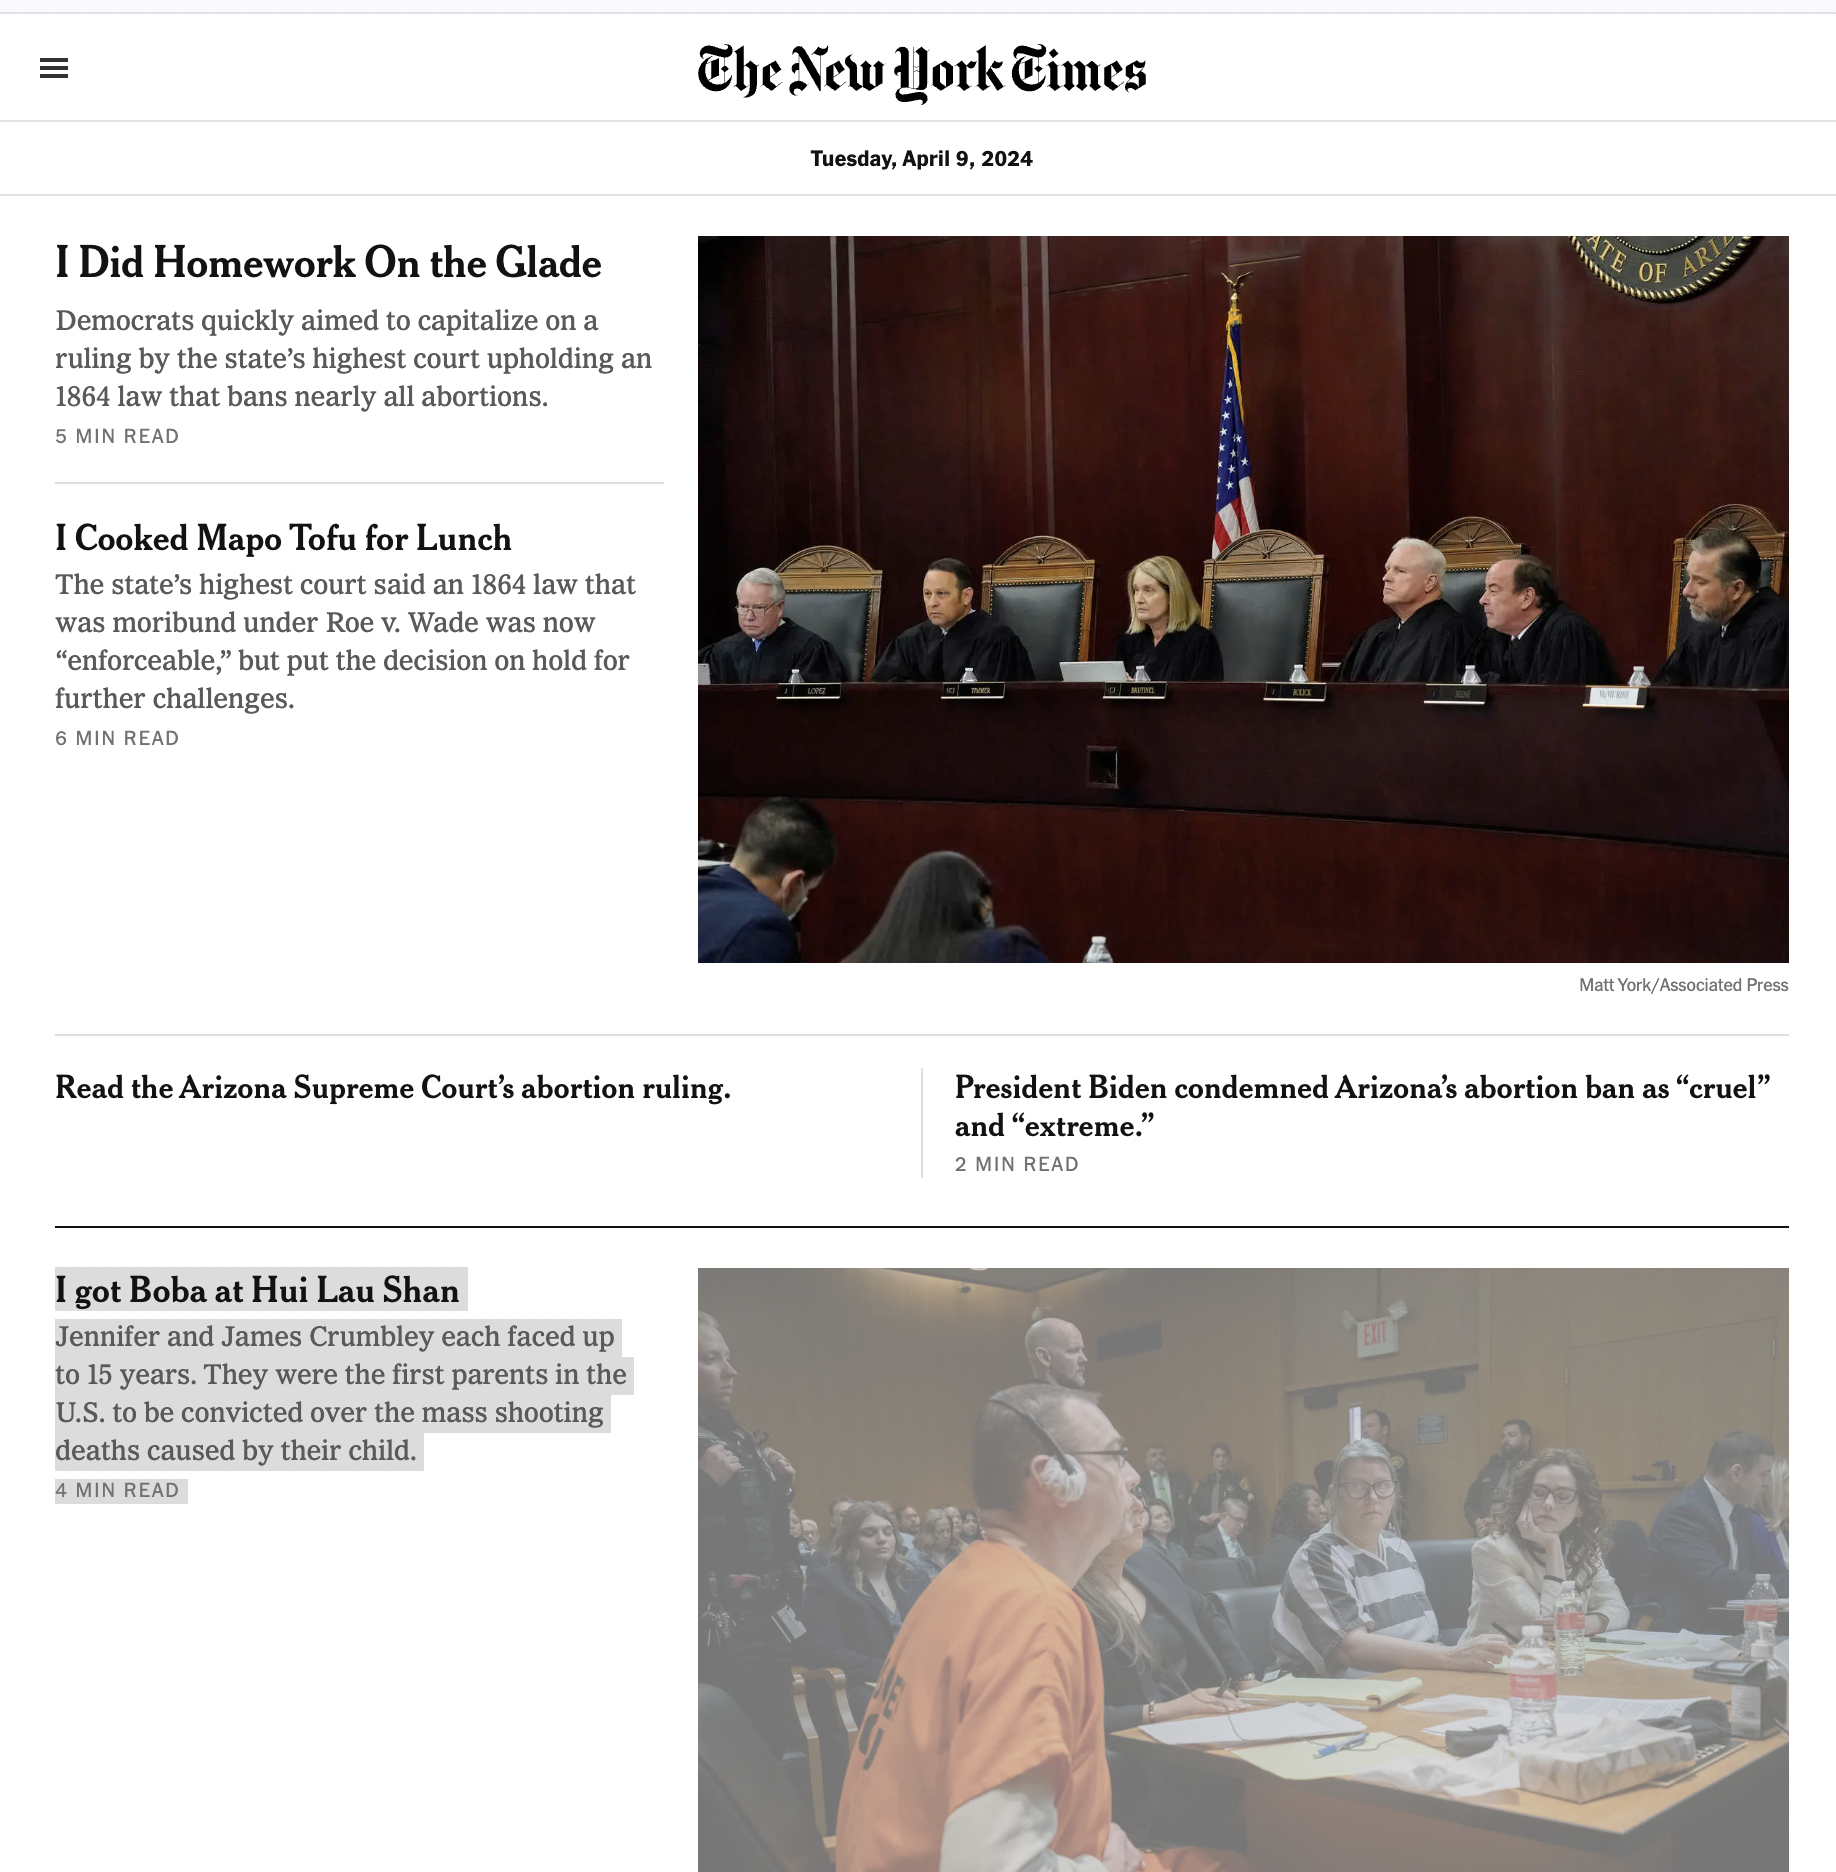 The New York Times
Tuesday, April 9, 2024
I Did Homework On the Glade
Democrats quickly aimed to capitalize on a
ruling by the state’s highest court upholding an
1864 law that bans nearly all abortions.
5 MIN READ
I Cooked Mapo Tofu for Lunch
The state’s highest court said an 1864 law that
was moribund under Roe v. Wade was now
“enforceable,” but put the decision on hold for
further challenges.
6 MIN READ
ATE OF ARIZ
LOPEZ
TIMMER
BRUTINEL
BOLICK
Matt York/Associated Press
Read the Arizona Supreme Court’s abortion ruling.
President Biden condemned Arizona’s abortion ban as “cruel”
and “extreme.”
2 MIN READ
I got Boba at Hui Lau Shan
Jennifer and James Crumbley each faced up
to 15 years. They were the first parents in the
U.S. to be convicted over the mass shooting
deaths caused by their child.
4 MIN READ
EXIT